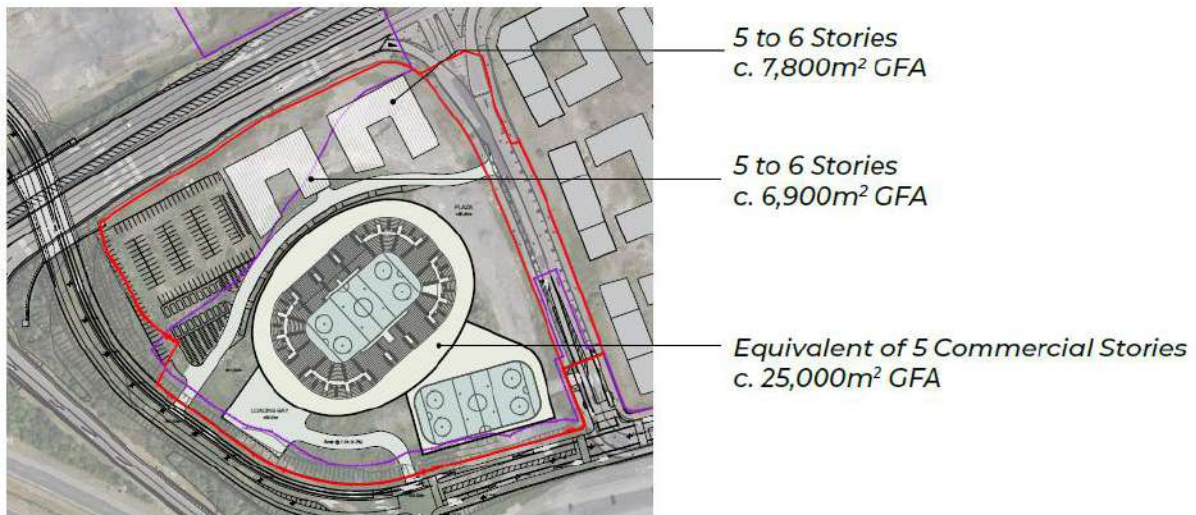 5 to 6 Stories
c. 7,800m² GFA
5 to 6 Stories
c. 6,900m² GFA
PLAZA
Equivalent of 5 Commercial Stories
c. 25,000m² GFA
LOADING BAY